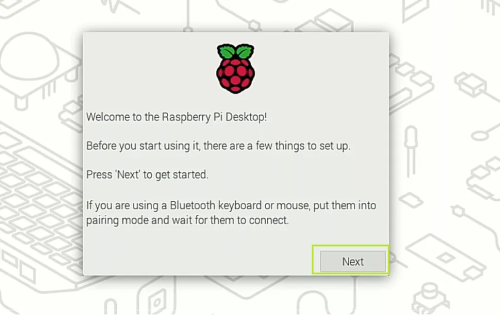 Welcome to the Raspberry Pi Desktop!
Before you start using it, there are a few things to set up.
Press 'Next' to get started.
If you are using a Bluetooth keyboard or mouse, put them into
pairing mode and wait for them to connect.
Next